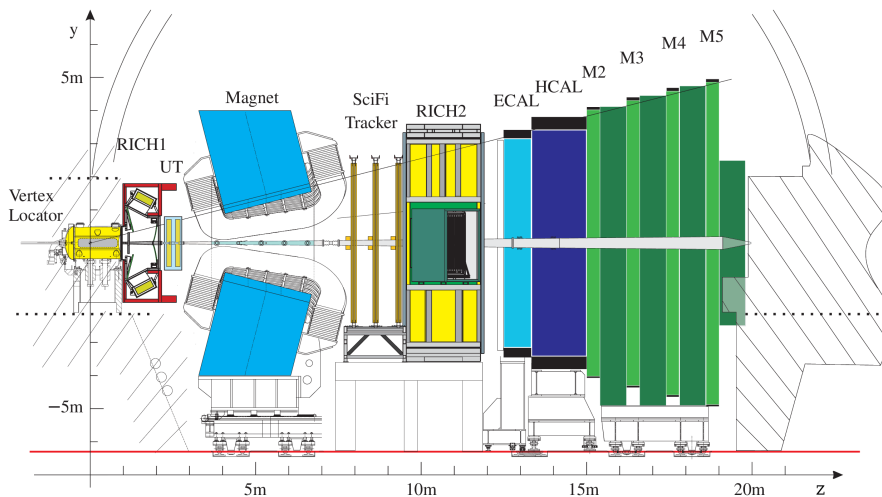 y
5m
Vertex
Locator
RICH1
UT
Magnet
SciFi
Tracker
RICH2
ECAL
HCAL
M2
M3
M4
M5
−5m
5m
10m
15m
20m
z